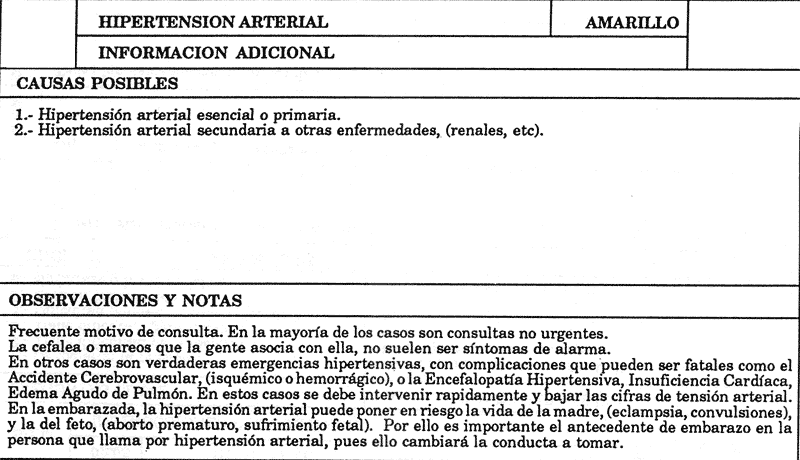 HIPERTENSION ARTERIAL AMARILLO
INFORMACION ADICIONAL
CAUSAS POSIBLES
1.- Hipertensión arterial esencial o primaria.
2.- Hipertensión arterial secundaria a otras enfermedades, (renales, etc).
OBSERVACIONES Y NOTAS
Frecuente motivo de consulta. En la mayoría de los casos son consultas no urgentes.
La cefalea o mareos que la gente asocia con ella, no suelen ser síntomas de alarma.
En otros casos son verdaderas emergencias hipertensivas, con complicaciones que pueden ser fatales como el
Accidente Cerebrovascular, (isquémico o hemorrágico), o la Encefalopatía Hipertensiva, Insuficiencia Cardíaca,
Edema Agudo de Pulmón. En estos casos se debe intervenir rapidamente y bajar las cifras de tensión arterial.
En la embarazada, la hipertensión arterial puede poner en riesgo la vida de la madre, (eclampsia, convulsiones),
y la del feto, (aborto prematuro, sufrimiento fetal). Por ello es importante el antecedente de embarazo en la
persona que llama por hipertensión arterial, pues ello cambiará la conducta a tomar.